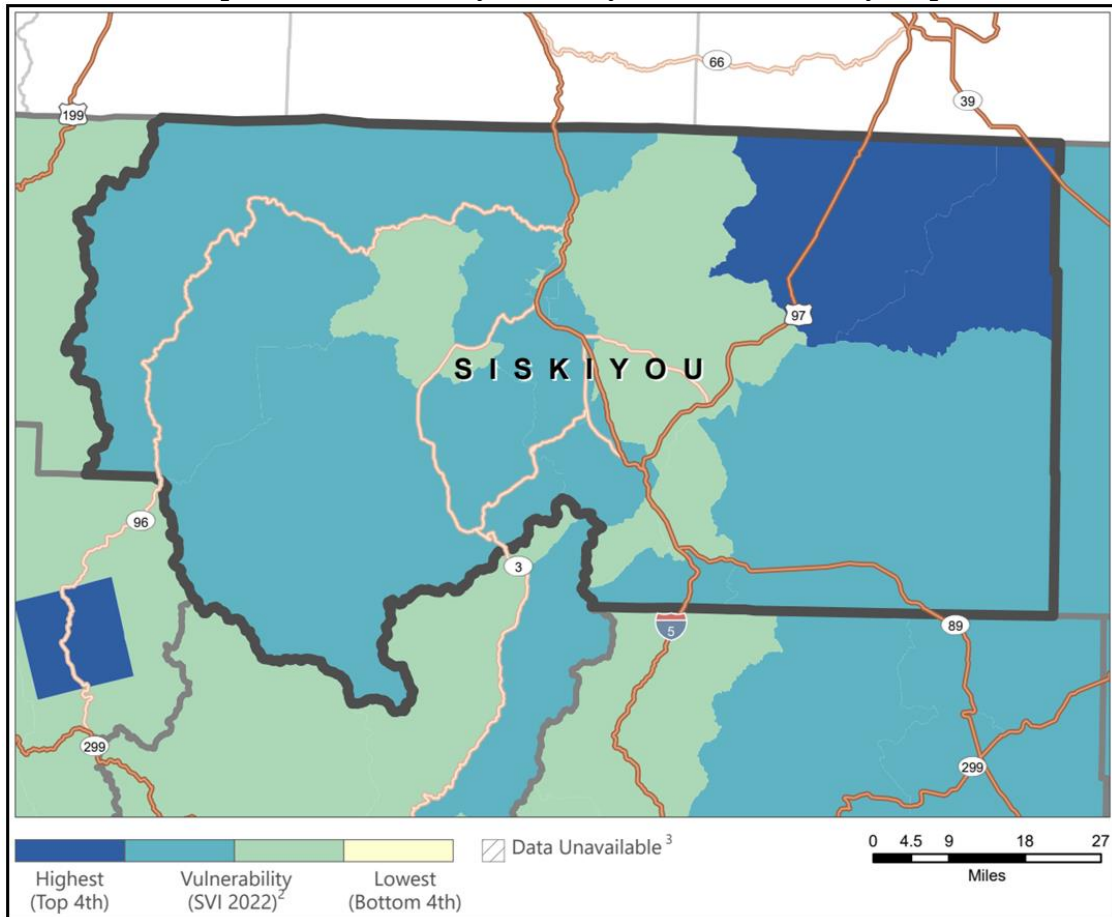 66
199
39
97
SISKIYOU
96
3
5
89
299
299
Data Unavailable 3
0 4.5 9 18 27
Miles
Highest
(Top 4th)
Vulnerability
(SVI 2022)2
Lowest
(Bottom 4th)